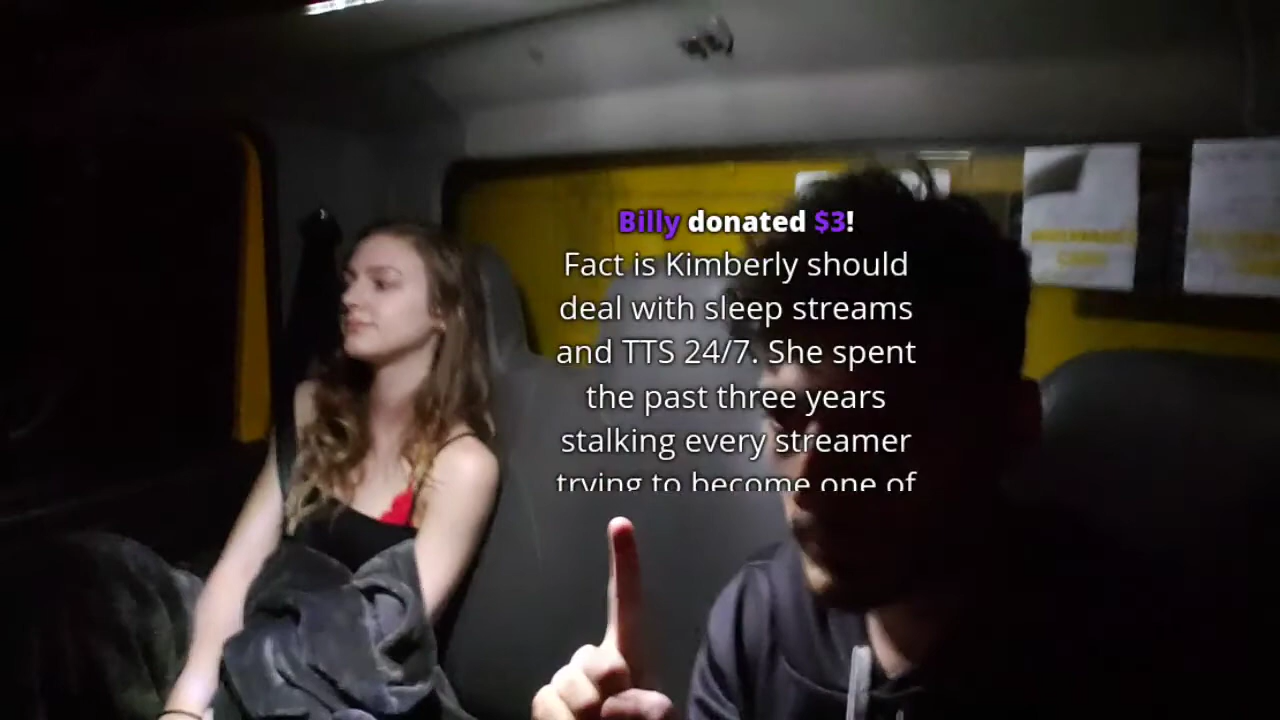 Billy donated $3!
Fact is Kimberly should
deal with sleep streams
and TTS 24/7. She spent
the past three years
stalking every streamer
trying to become one of